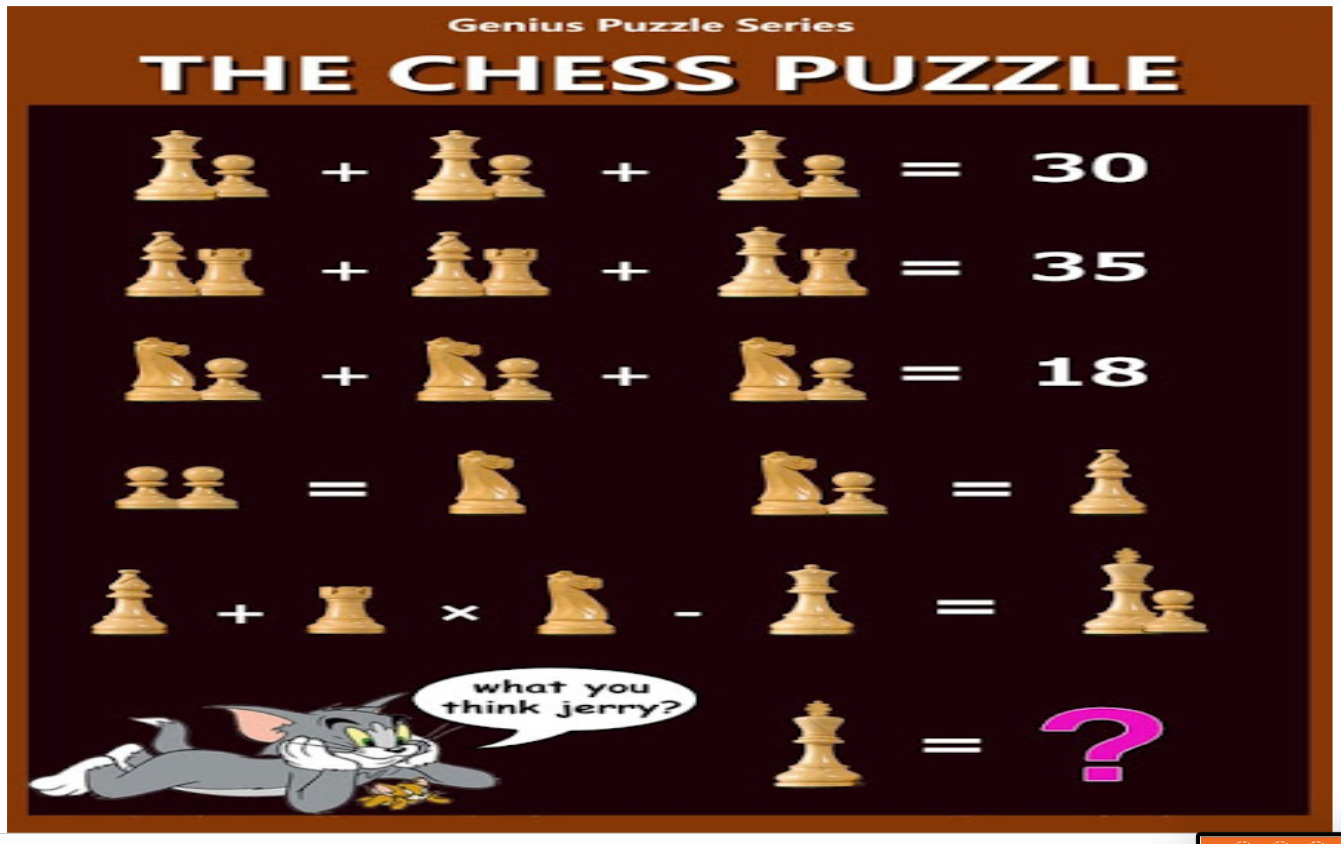 Genius Puzzle Series
THE CHESS PUZZLE
+ + = 30
+ + = 35
+ + = 18
= =
+ × - =
what you
think jerry?
= ?